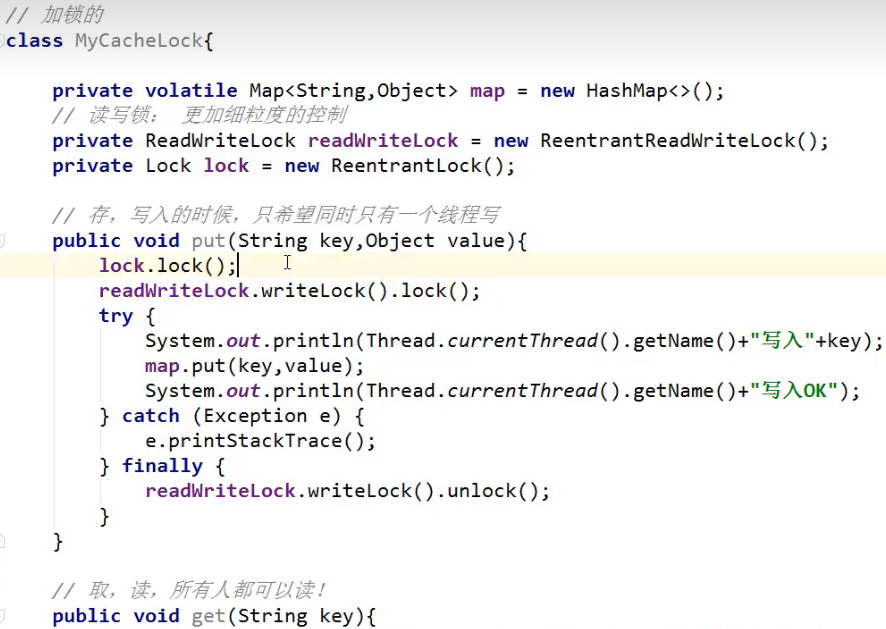 // 加锁的
class MyCacheLock{
private volatile Map<String,Object> map = new HashMap<>();
// 读写锁： 更加细粒度的控制
private ReadWriteLock readWriteLock = new ReentrantReadWriteLock();
private Lock lock = new ReentrantLock();
// 存，写入的时候，只希望同时只有一个线程写
public void put(String key,Object value){
lock.lock();
readWriteLock.writeLock().lock();
try {
System.out.println(Thread.currentThread().getName()+"写入"+key);
map.put(key,value);
System.out.println(Thread.currentThread().getName()+"写入OK");
} catch (Exception e) {
e.printStackTrace();
} finally {
readWriteLock.writeLock().unlock();
}
}
// 取，读，所有人都可以读！
public void get(String key){